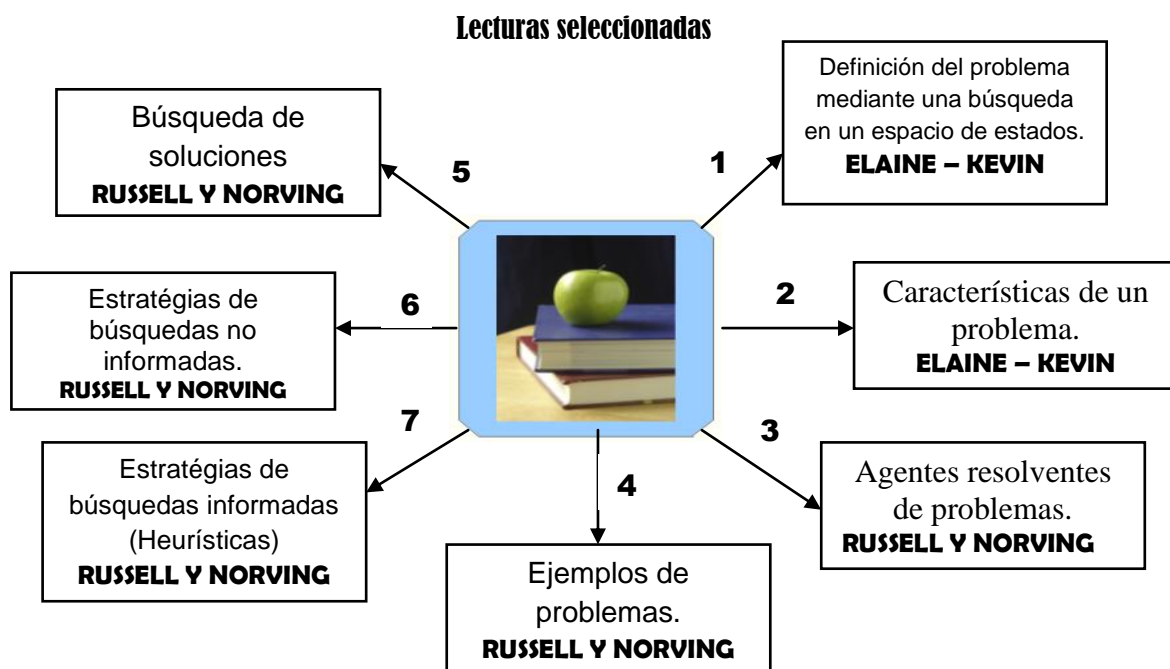 Lecturas seleccionadas
Definición del problema
mediante una búsqueda
en un espacio de estados.
ELAINE – KEVIN
1
Búsqueda de
soluciones
RUSSELL Y NORVING
5
2
Características de un
problema.
ELAINE – KEVIN
6
Estratégias de
búsquedas no
informadas.
RUSSELL Y NORVING
7
3
Estratégias de
búsquedas informadas
(Heurísticas)
RUSSELL Y NORVING
4
Agentes resolventes
de problemas.
RUSSELL Y NORVING
Ejemplos de
problemas.
RUSSELL Y NORVING